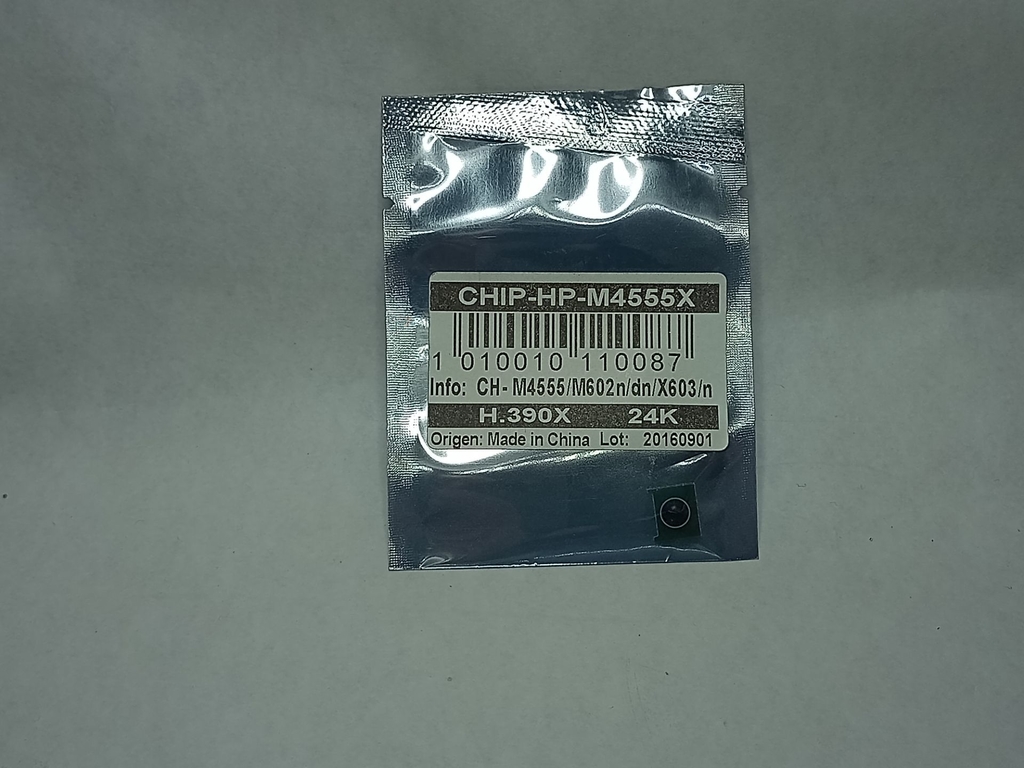 CHIP-HP-M4555X
1 010010 110087
Info: CH- M4555/M602n/dn/X603/n
H.390X 24K
Origen: Made in China Lot: 20160901